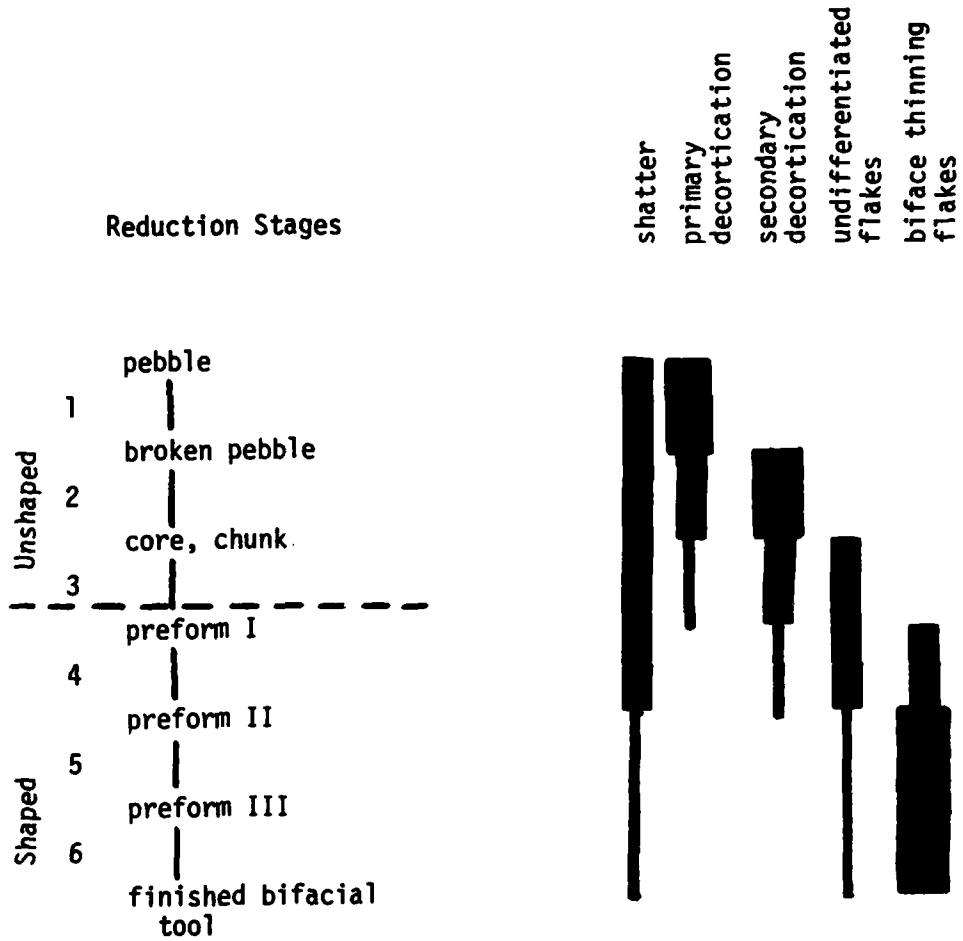 shatter
primary
decortication
secondary
decortication
undifferentiated
flakes
biface thinning
flakes
Reduction Stages
Unshaped
pebble
1
broken pebble
2
core, chunk
3
Shaped
preform I
4
preform II
5
preform III
6
finished bifacial
tool